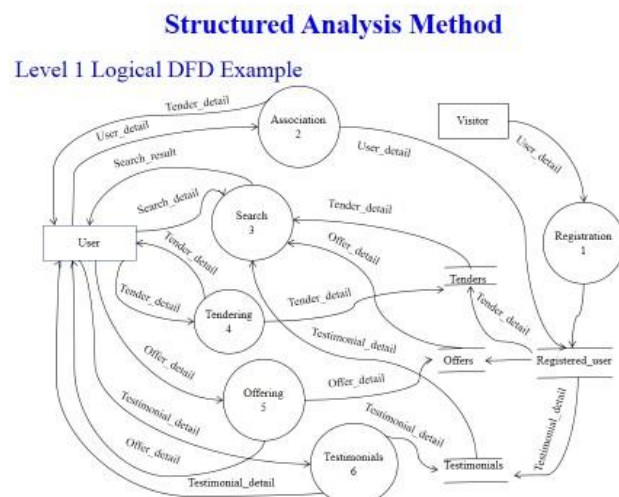 Structured Analysis Method
Level 1 Logical DFD Example
Tender_detail
User_detail
Search_result
Association
2
Visitor
User_detail
User_detail
Search_detail
Search
3
Tender_detail
Registration
1
User
Tender_detail
Offer_detail
Tenders
Tender_detail
Tendering
4
Tender_detail
Tender_detail
Testimonial_detail
Offers
Registered_user
Offer_detail
Offering
5
Offer_detail
Testimonial_detail
Testimonial_detail
Testimonial_detail
Offer_detail
Testimonials
6
Testimonials
Testimonial_detail